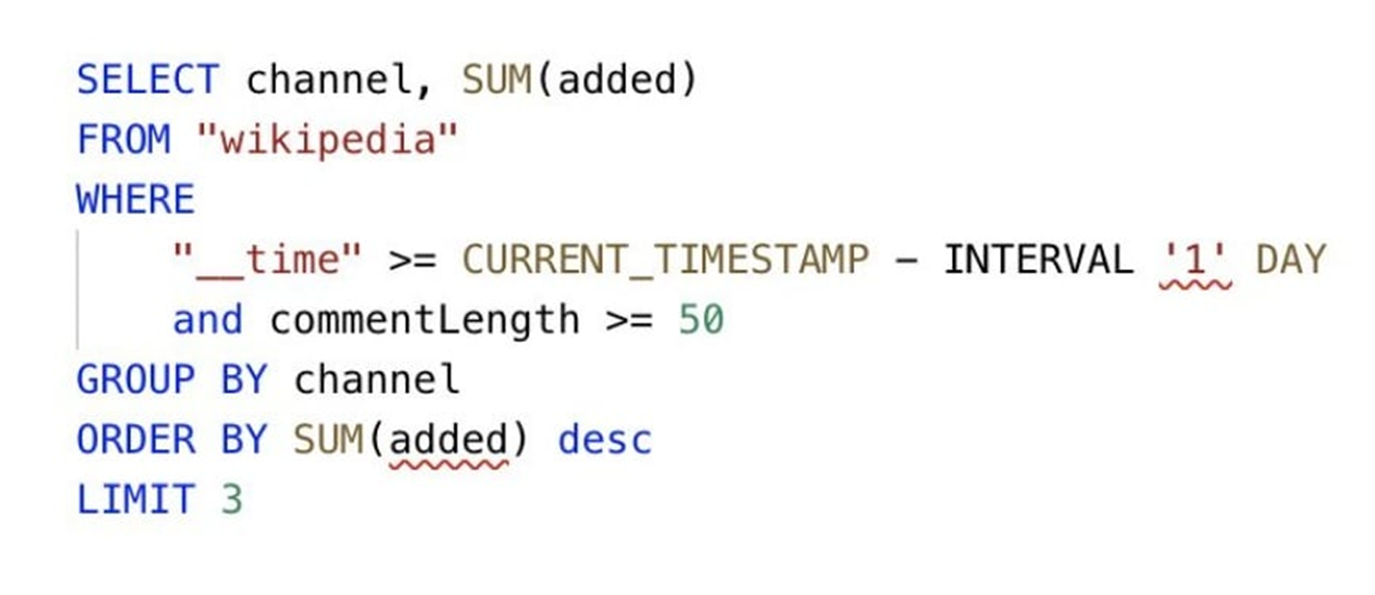 SELECT channel, SUM(added)
FROM "wikipedia"
WHERE
"__time" >= CURRENT_TIMESTAMP - INTERVAL '1' DAY
and commentLength >= 50
GROUP BY channel
ORDER BY SUM(added) desc
LIMIT 3